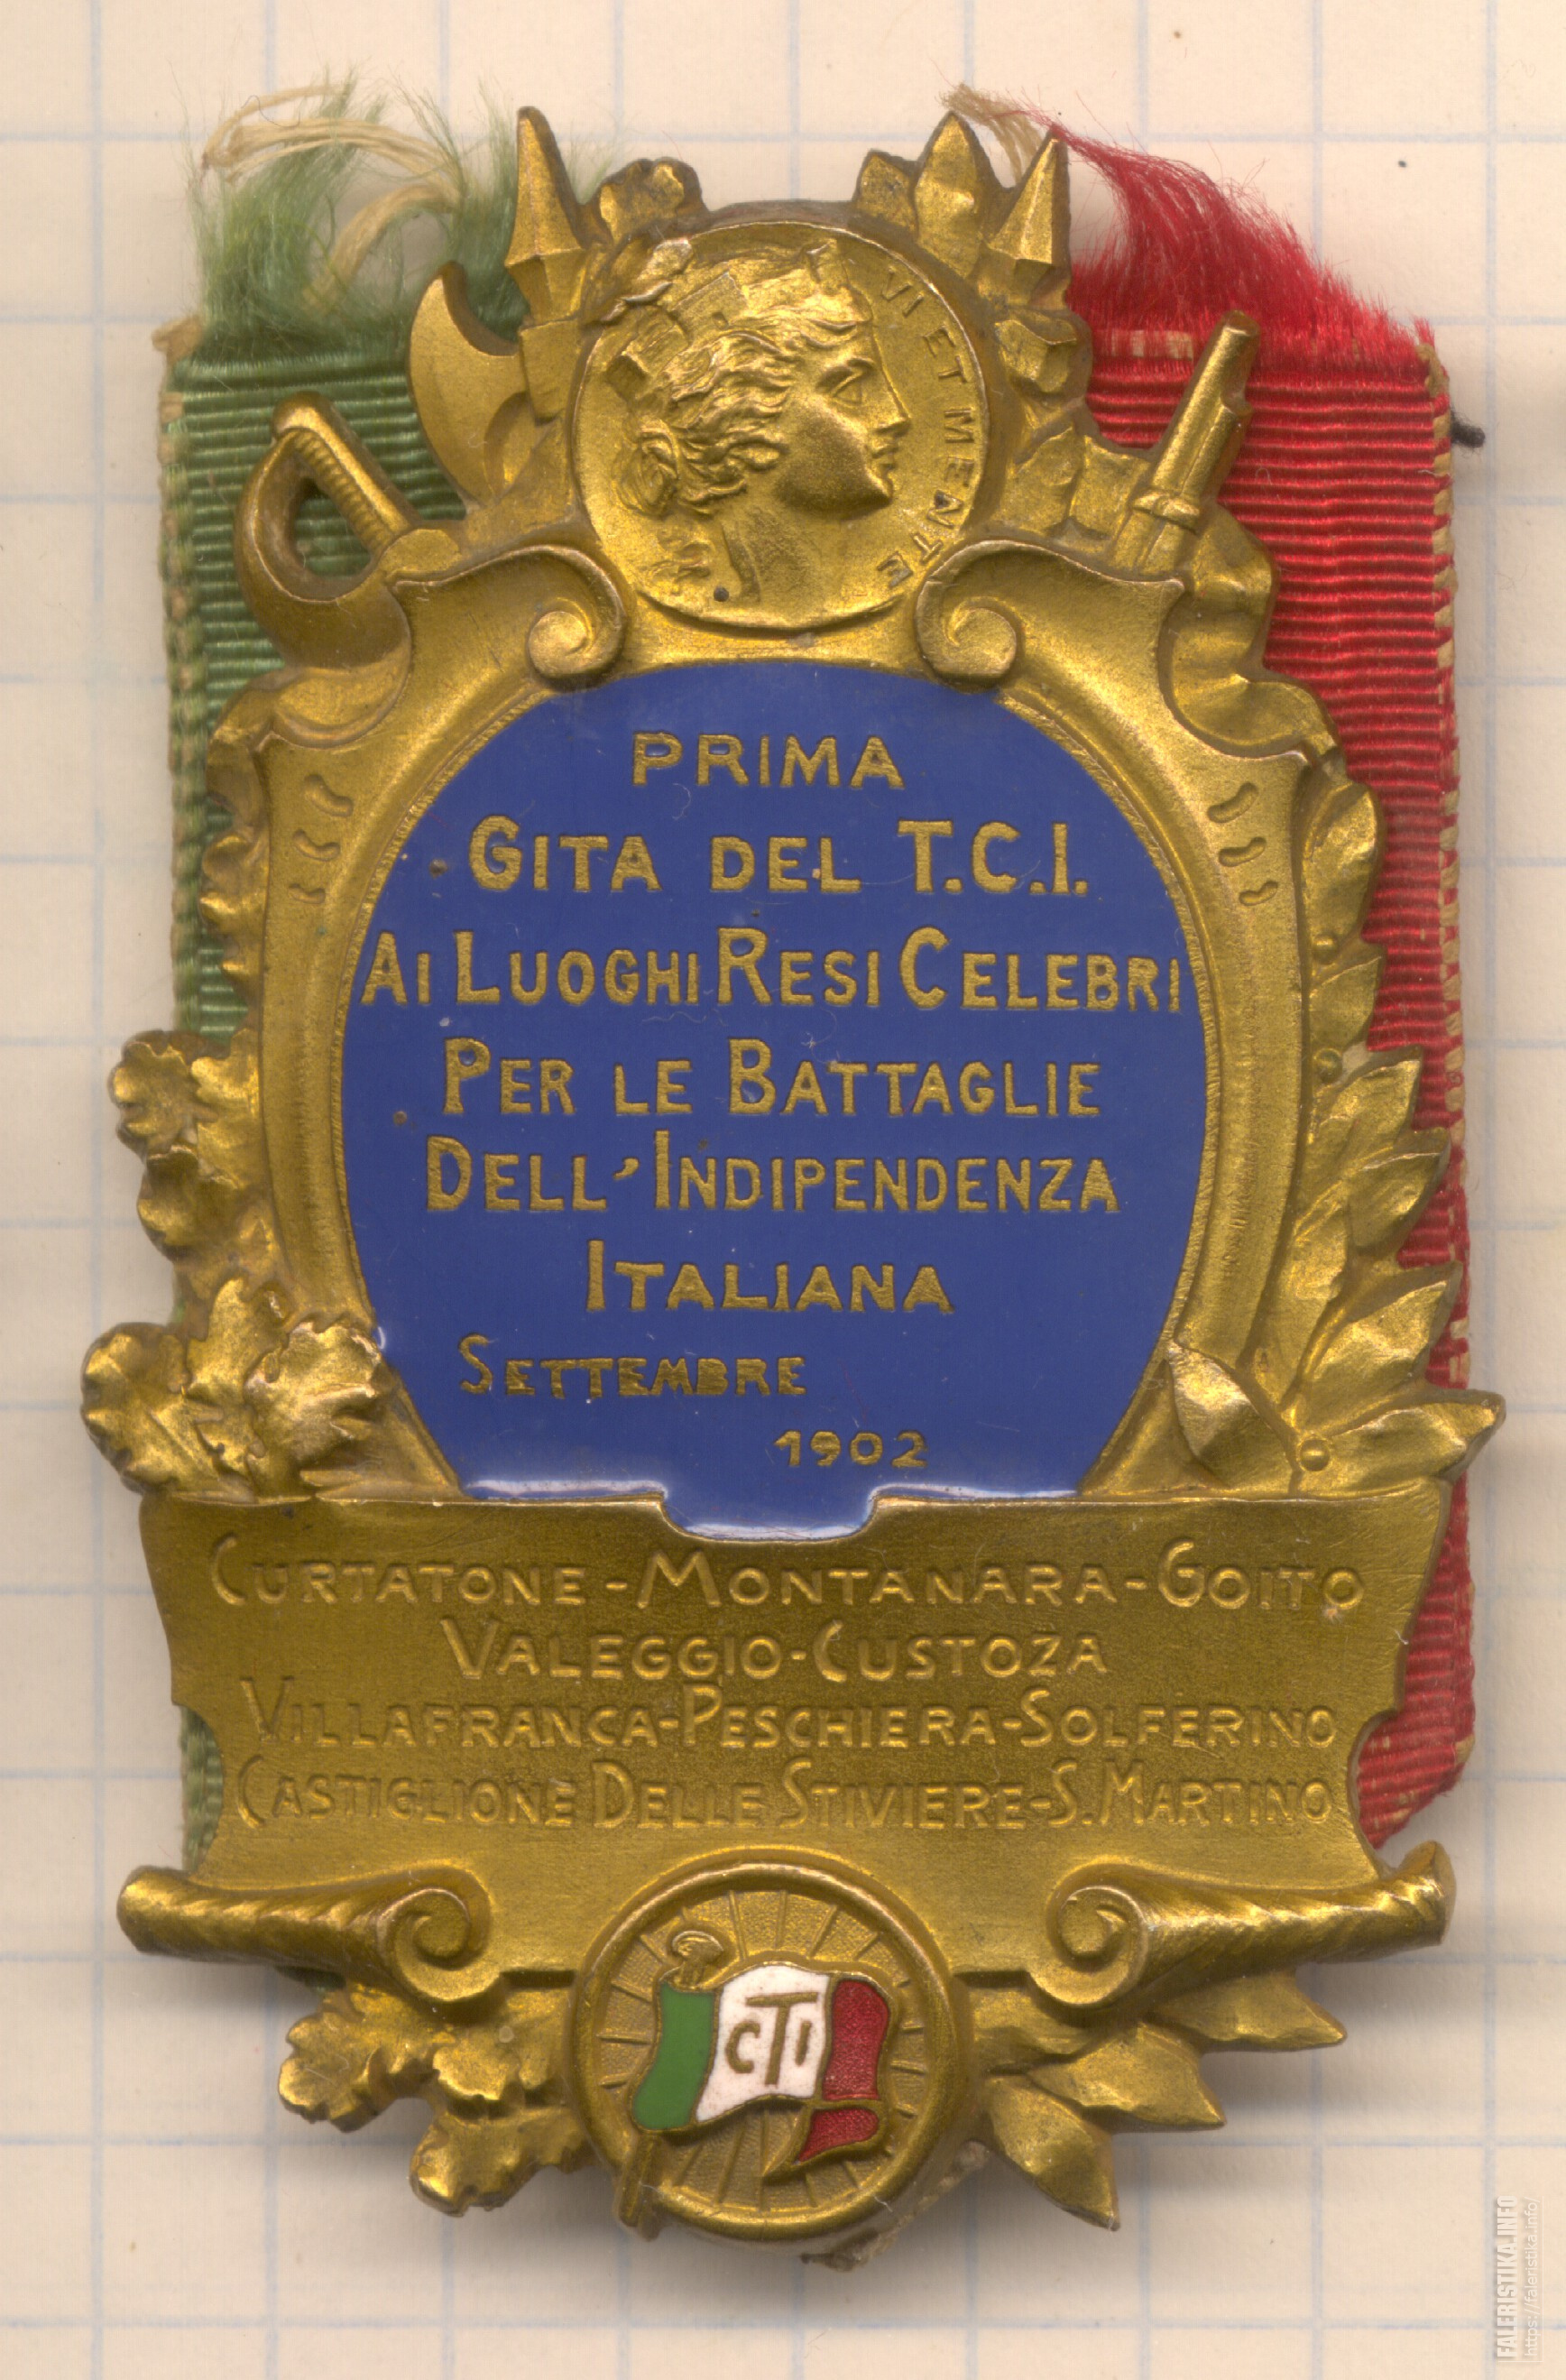 VI ET MENTE
PRIMA
GITA DEL T.C.I.
AI LUOGHI RESI CELEBRI
PER LE BATTAGLIE
DELL'INDIPENDENZA
ITALIANA
SETTEMBRE
1902
CURTATONE-MONTANARA-GOITO
VALEGGIO-CUSTOZA
VILLAFRANCA-PESCHIERA-SOLFERINO
CASTIGLIONE DELLE STIVIERE-S. MARTINO
CTI
FALERISTIKA.INFO
https://faleristika.info/